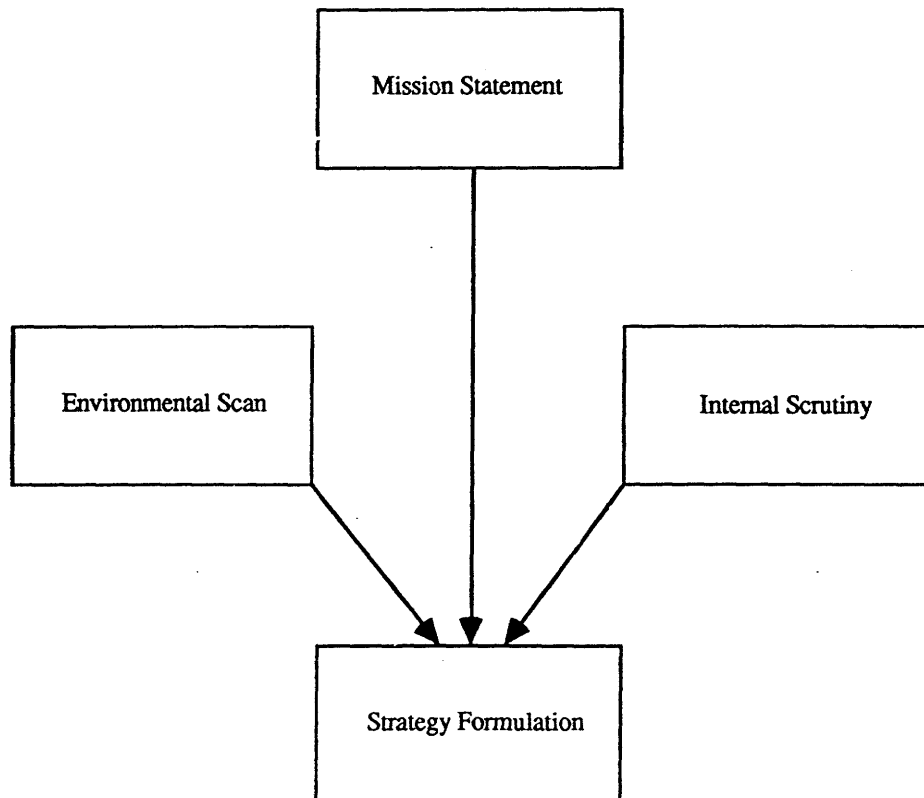 Mission Statement
Environmental Scan
Internal Scrutiny
Strategy Formulation